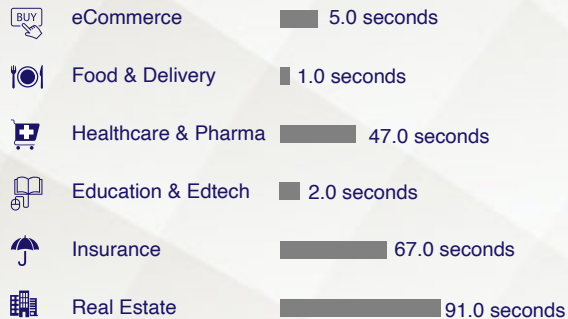 BUY
eCommerce 5.0 seconds
Food & Delivery 1.0 seconds
Healthcare & Pharma 47.0 seconds
Education & Edtech 2.0 seconds
Insurance 67.0 seconds
Real Estate 91.0 seconds